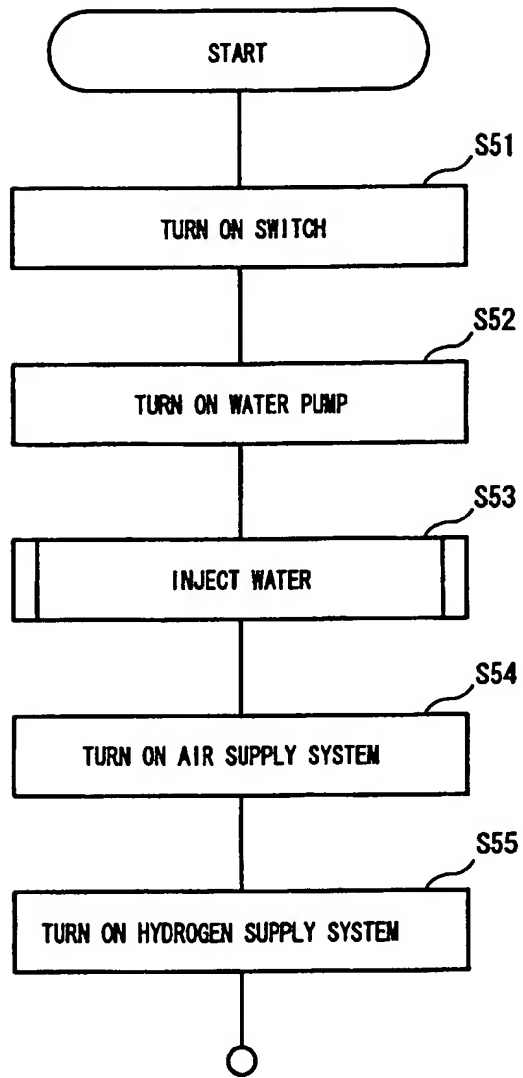 START
S51
TURN ON SWITCH
S52
TURN ON WATER PUMP
S53
INJECT WATER
S54
TURN ON AIR SUPPLY SYSTEM
S55
TURN ON HYDROGEN SUPPLY SYSTEM